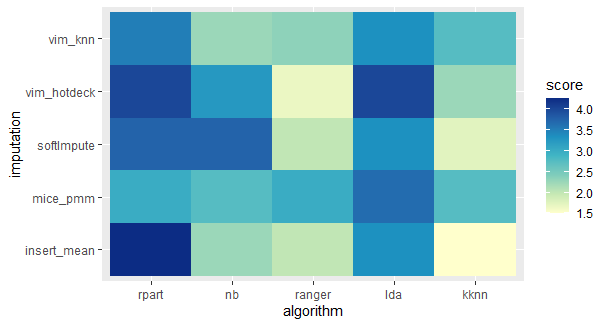 vim_knn
vim_hotdeck
softImpute
mice_pmm
insert_mean
imputation
rpart nb ranger lda kknn
algorithm
score
4.0
3.5
3.0
2.5
2.0
1.5